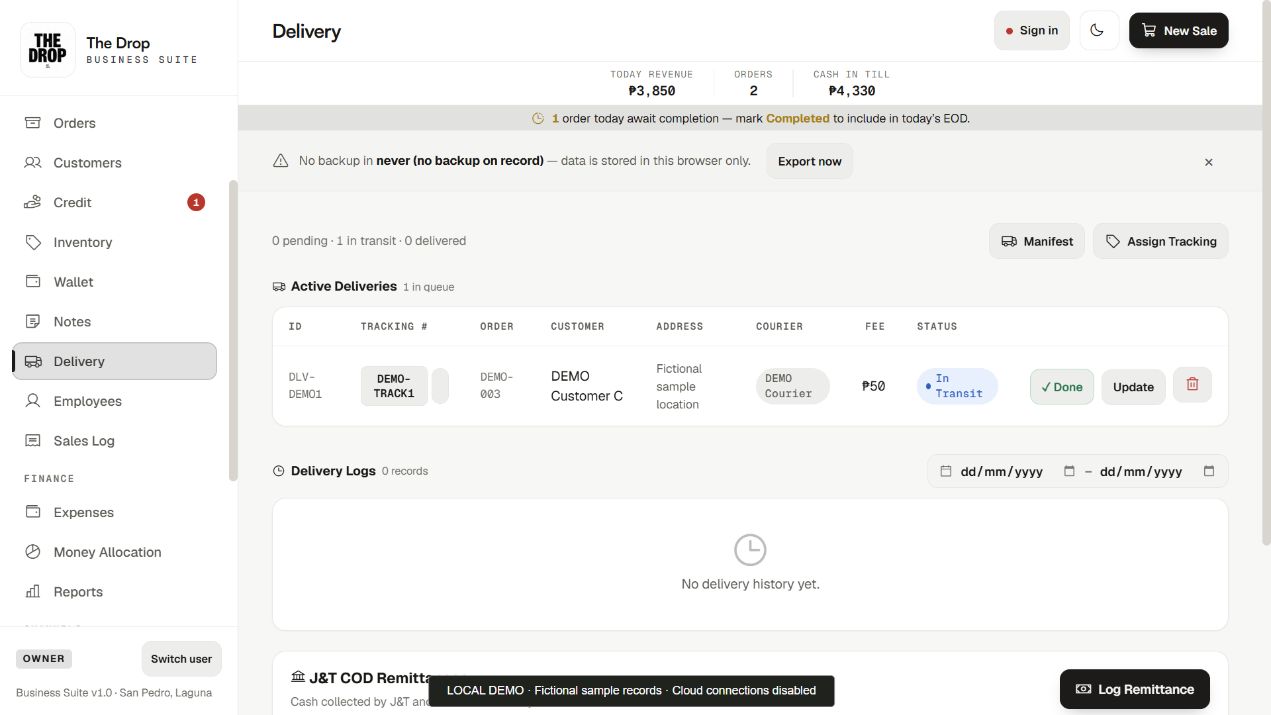 THE
DROP
The Drop
BUSINESS SUITE
Orders
Customers
Credit 1
Inventory
Wallet
Notes
Delivery
Employees
Sales Log
FINANCE
Expenses
Money Allocation
Reports
OWNER
Switch user
Business Suite v1.0 · San Pedro, Laguna
Delivery
Sign in
New Sale
TODAY REVENUE ORDERS CASH IN TILL
₱3,850 2 ₱4,330
1 order today await completion — mark Completed to include in today's EOD.
No backup in never (no backup on record) — data is stored in this browser only. Export now ×
0 pending · 1 in transit · 0 delivered
Manifest
Assign Tracking
Active Deliveries 1 in queue
ID TRACKING # ORDER CUSTOMER ADDRESS COURIER FEE STATUS
DLV-
DEMO1
DEMO-
TRACK1
DEMO-
003
DEMO
Customer C
Fictional
sample
location
DEMO
Courier
₱50
In
Transit
✓ Done
Update
Delivery Logs 0 records
dd/mm/yyyy – dd/mm/yyyy
No delivery history yet.
J&T COD Remitta
Cash collected by J&T and
Log Remittance
LOCAL DEMO · Fictional sample records · Cloud connections disabled